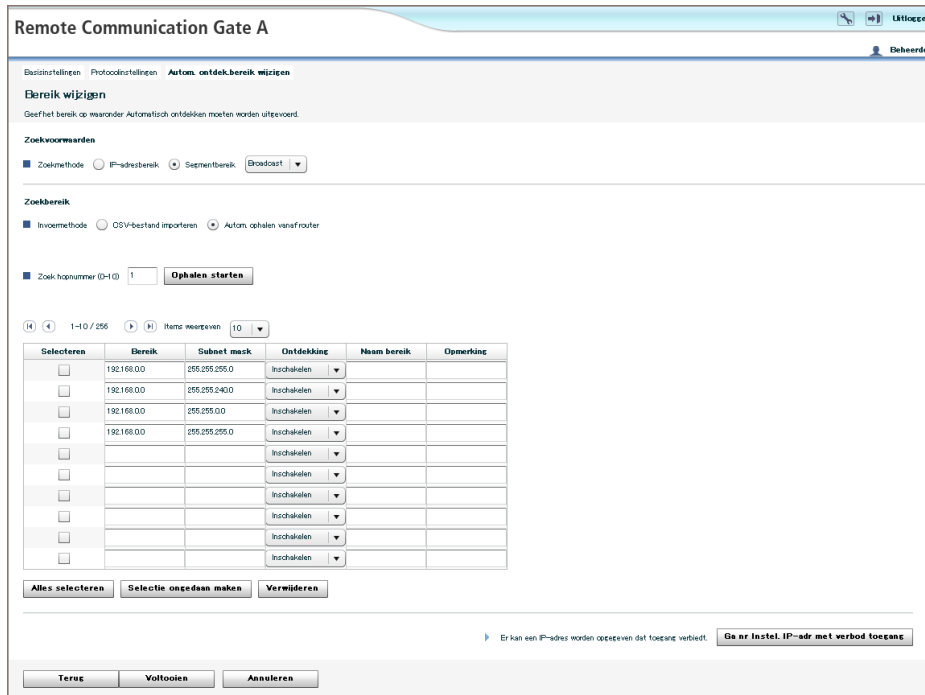 Remote Communication Gate A
Uitlogge
Beheerde
Basisinstellingen Protocolinstellingen Autom. ontdek.bereik wijzigen
Bereik wijzigen
Geef het bereik op waaronder Automatisch ontdekken moeten worden uitgevoerd.
Zoekvoorwaarden
Zoekmethode IP-adresbereik Segmentbereik Broadcast
Zoekbereik
Invoermethode CSV-bestand importeren Autom. ophalen vanaf router
Zoek hopnummer (0-10) 1 Ophalen starten
1-10 / 256 Items weergeven 10
Selecteren Bereik Subnet mask Ontdekking Naam bereik Opmerking
192.168.0.0 255.255.255.0 Inschakelen
192.168.0.0 255.255.240.0 Inschakelen
192.168.0.0 255.255.0.0 Inschakelen
192.168.0.0 255.255.255.0 Inschakelen
Inschakelen
Inschakelen
Inschakelen
Inschakelen
Inschakelen
Inschakelen
Alles selecteren Selectie ongedaan maken Verwijderen
Er kan een IP-adres worden opgegeven dat toegang verbiedt. Ga nr Instel. IP-adr met verbod toegang
Terug Voltooien Annuleren